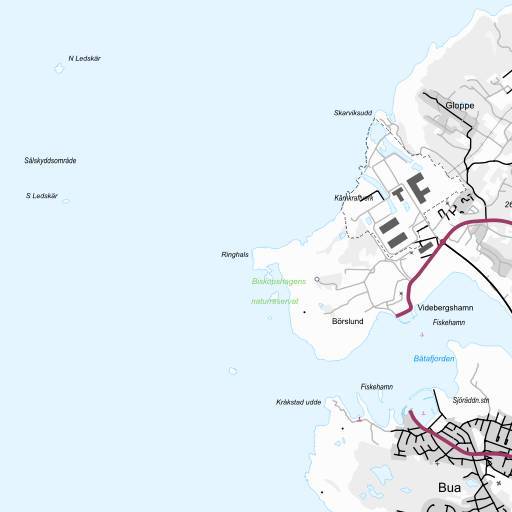 N Ledskär
Gloppe
Skarviksudd
Sälskyddsområde
S Ledskär
Kärnkraftverk
26
Ringhals
Biskopshagens
naturreservat
Videbergshamn
Börslund
Fiskehamn
Båtafjorden
Fiskehamn
Kråkstad udde
Sjöräddn.stn
Bua